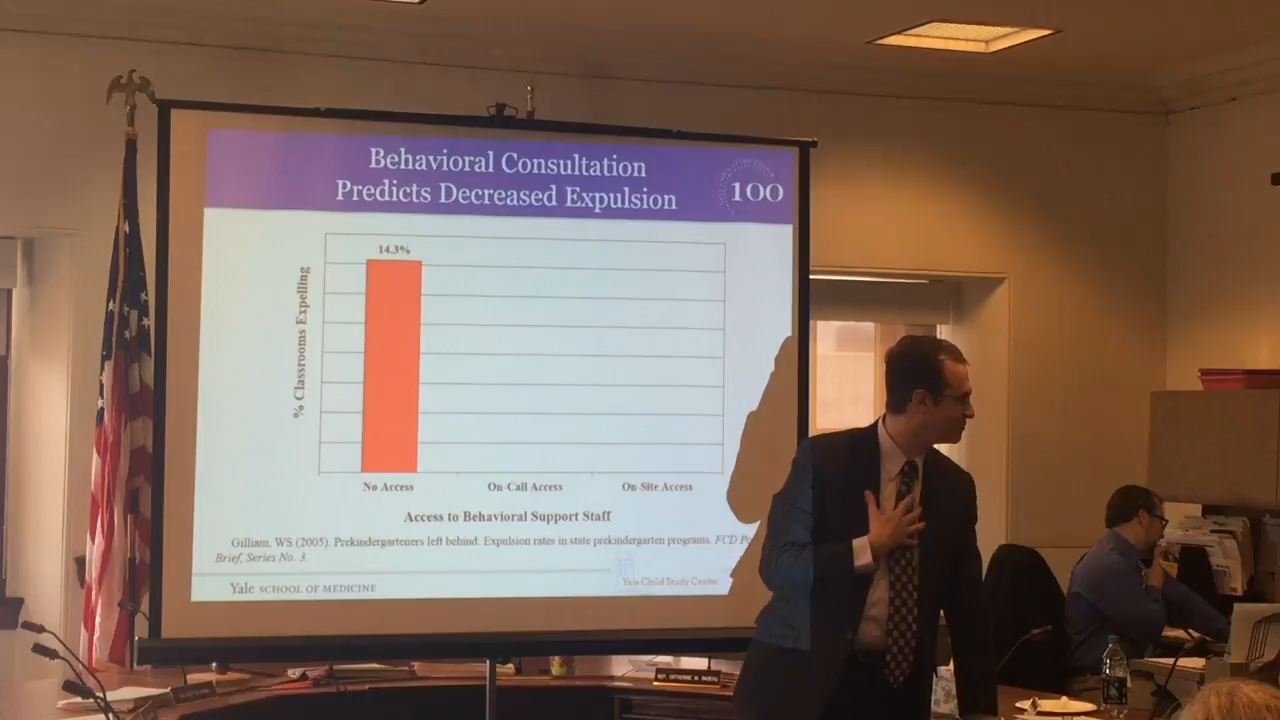 Behavioral Consultation
Predicts Decreased Expulsion
100
14.3%
% Classrooms Expelling
No Access
On-Call Access
On-Site Access
Access to Behavioral Support Staff
Gilliam, WS (2005). Prekindergarteners left behind: Expulsion rates in state prekindergarten programs. FCD Po
Brief, Series No. 3.
Yale SCHOOL OF MEDICINE
Yale Child Study Center